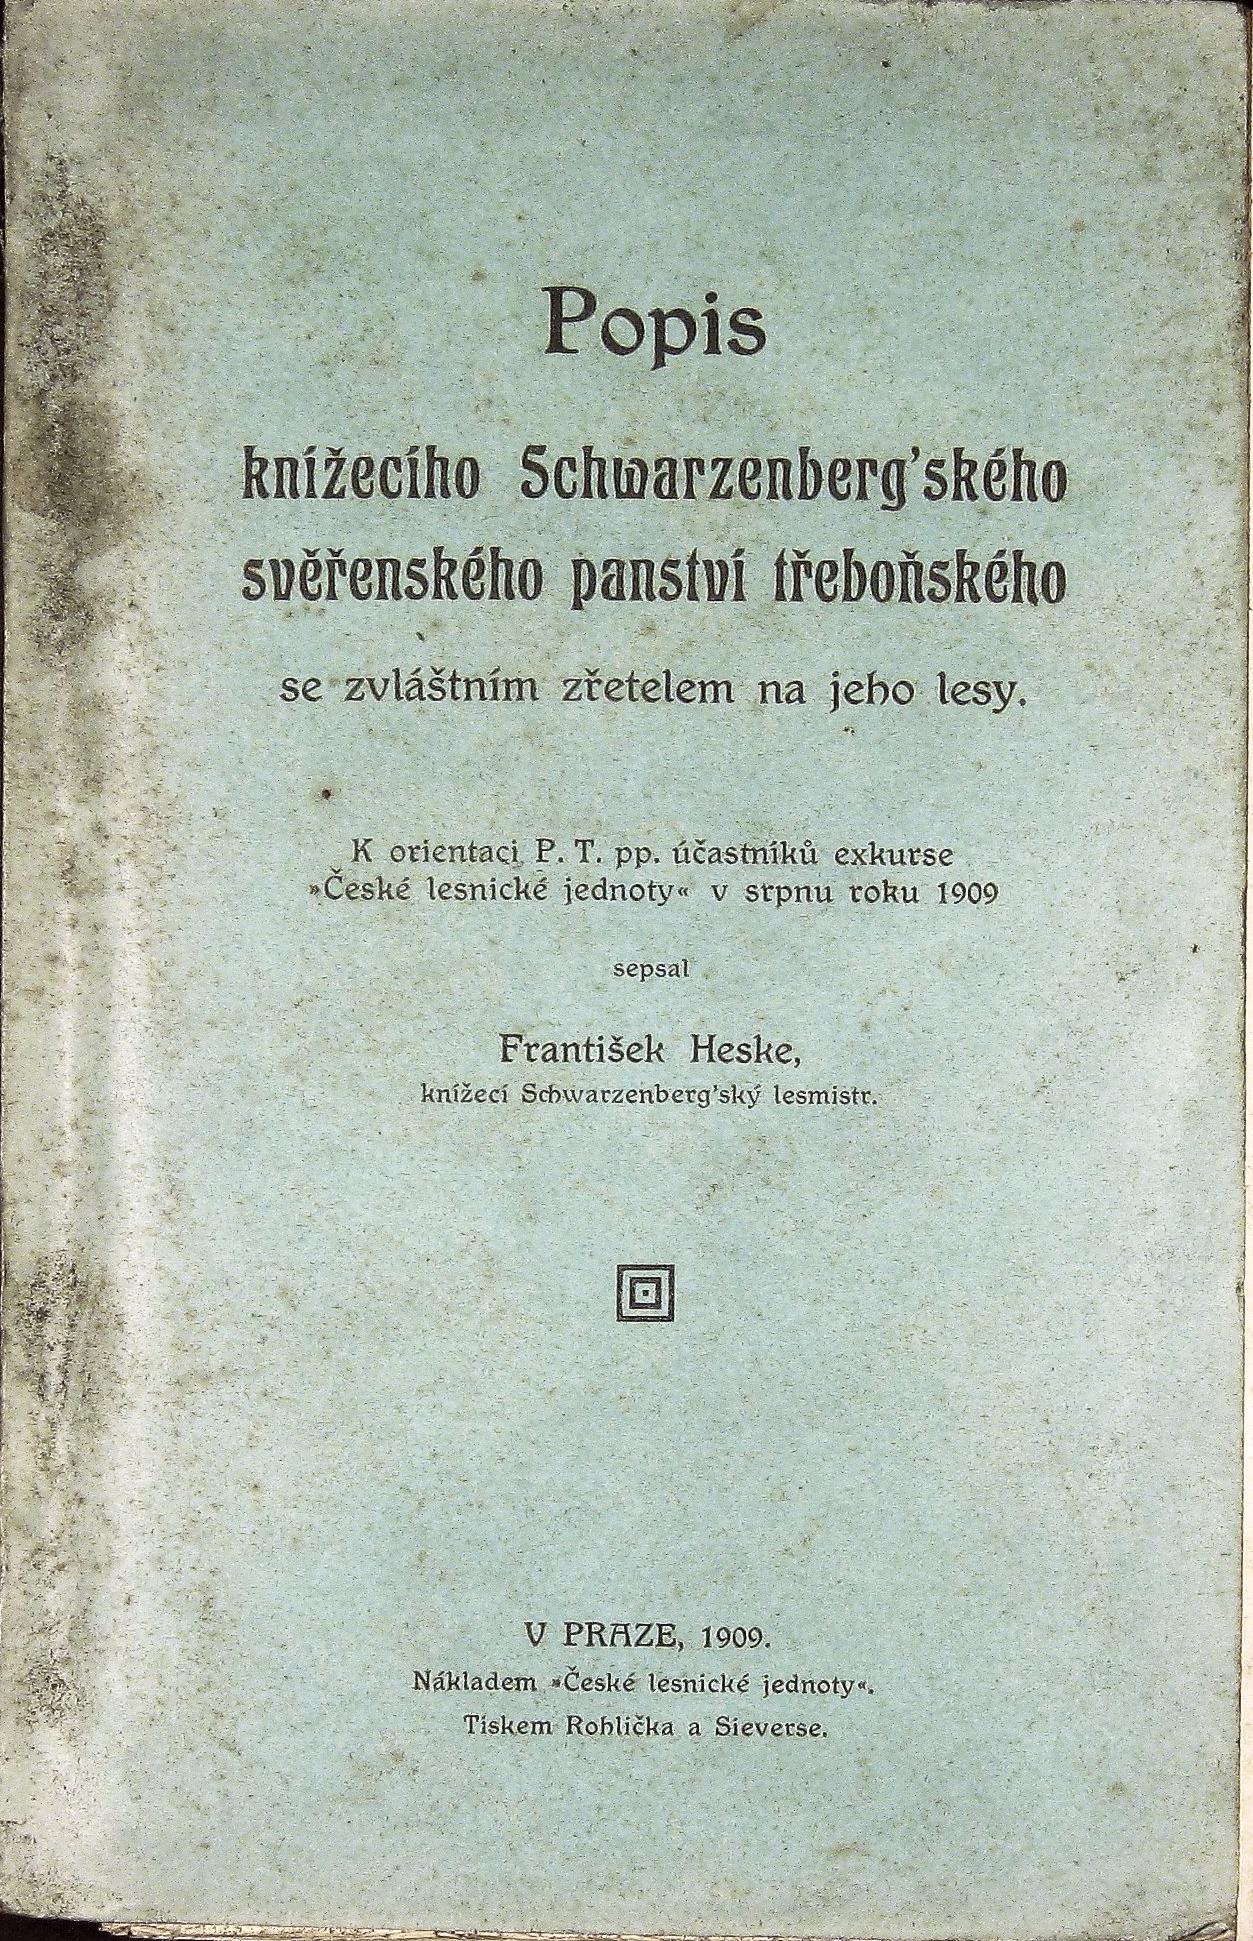 Popis
knížecího Schwarzenberg'ského
svěřenského panství třeboňského
se zvláštním zřetelem na jeho lesy.
K orientaci P. T. pp. účastníků exkurse
»České lesnické jednoty« v srpnu roku 1909
sepsal
František Heske,
knížecí Schwarzenberg'ský lesmistr.
V PRAZE, 1909.
Nákladem »České lesnické jednoty«.
Tiskem Rohlíčka a Sieverse.